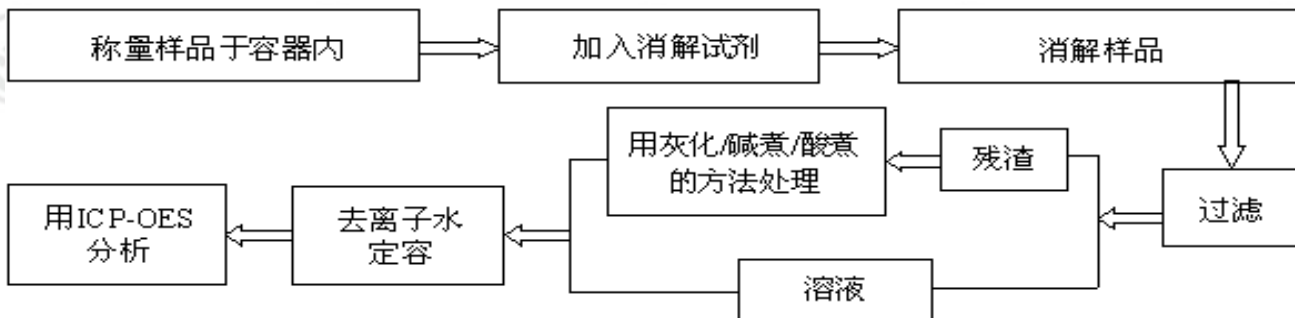 称量样品于容器内
加入消解试剂
消解样品
用灰化/碱煮/酸煮
的方法处理
残渣
过滤
用ICP-OES
分析
去离子水
定容
溶液